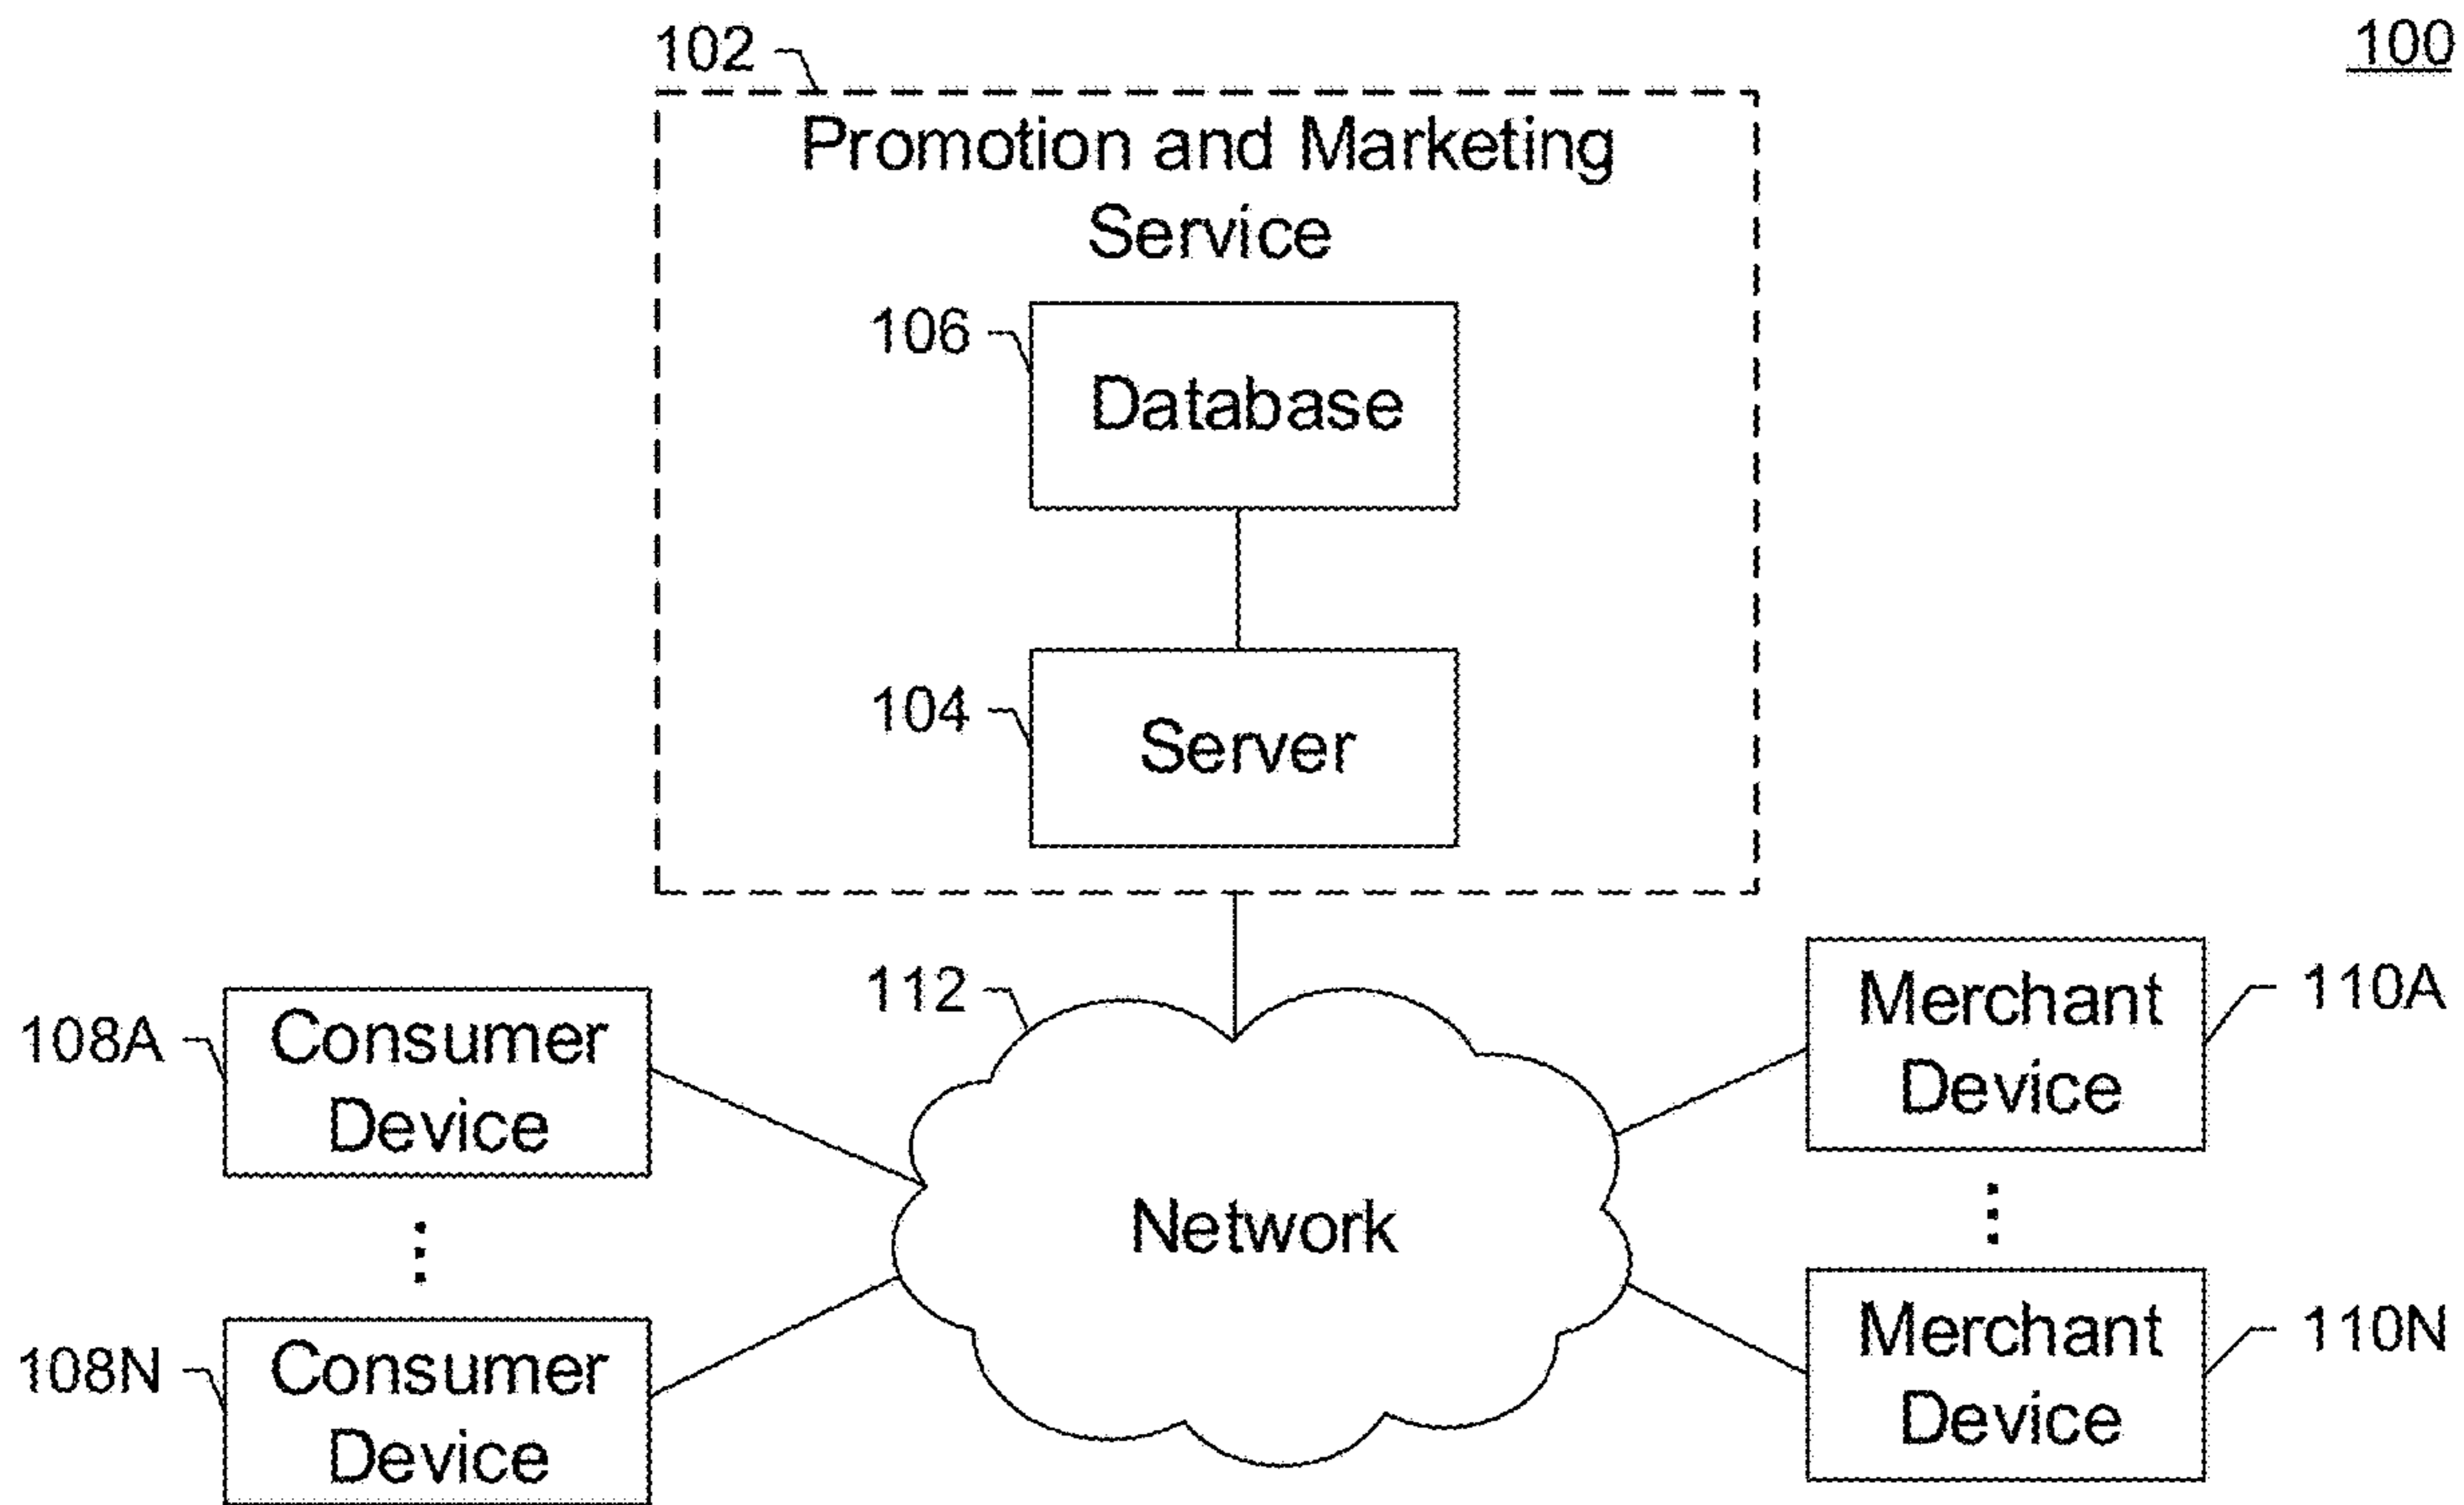 100
102
Promotion and Marketing
Service
106
Database
104
Server
112
108A
Consumer
Device
108N
Consumer
Device
Network
Merchant
Device
110A
Merchant
Device
110N